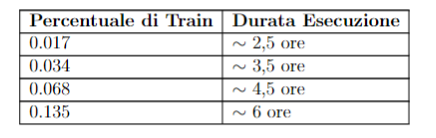 Percentuale di Train Durata Esecuzione
0.017 ∼ 2,5 ore
0.034 ∼ 3,5 ore
0.068 ∼ 4,5 ore
0.135 ∼ 6 ore